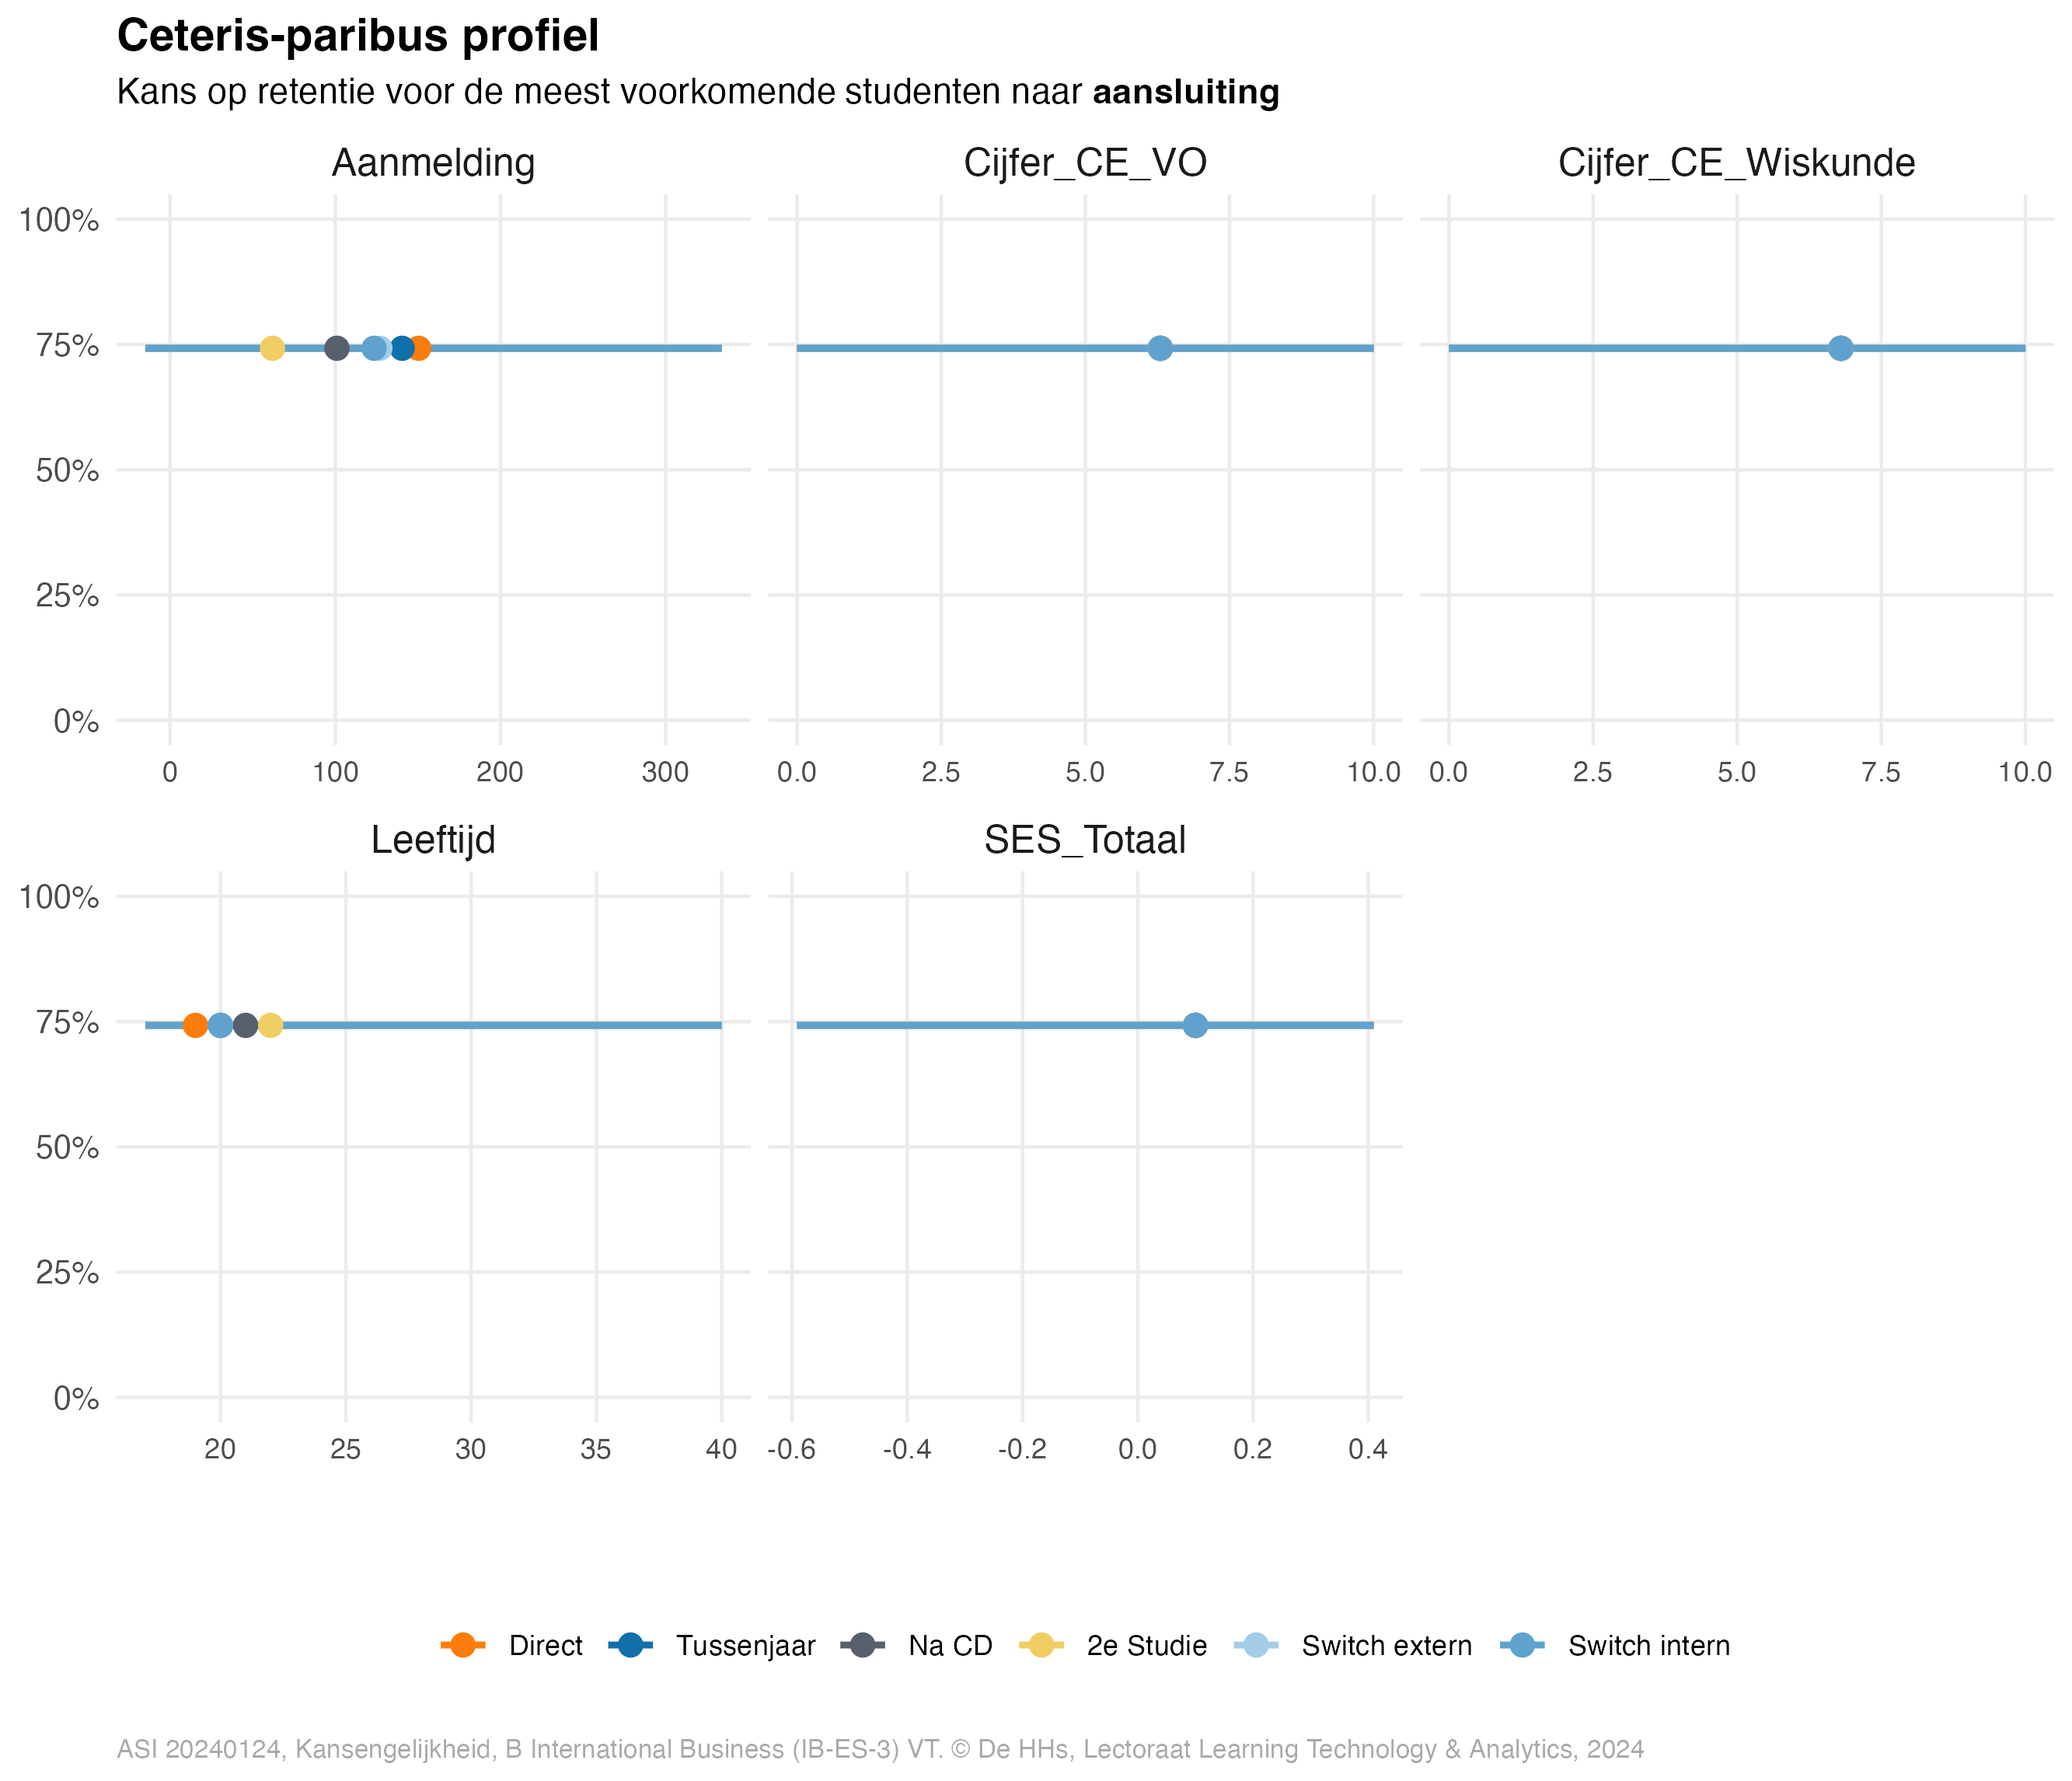 Ceteris-paribus profiel
Kans op retentie voor de meest voorkomende studenten naar aansluiting
Aanmelding Cijfer_CE_VO Cijfer_CE_Wiskunde
100%
75%
50%
25%
0%
0 100 200 300 0.0 2.5 5.0 7.5 10.0 0.0 2.5 5.0 7.5 10.0
Leeftijd SES_Totaal
100%
75%
50%
25%
0%
20 25 30 35 40 -0.6 -0.4 -0.2 0.0 0.2 0.4
Direct Tussenjaar Na CD 2e Studie Switch extern Switch intern
ASI 20240124, Kansengelijkheid, B International Business (IB-ES-3) VT. © De HHs, Lectoraat Learning Technology & Analytics, 2024